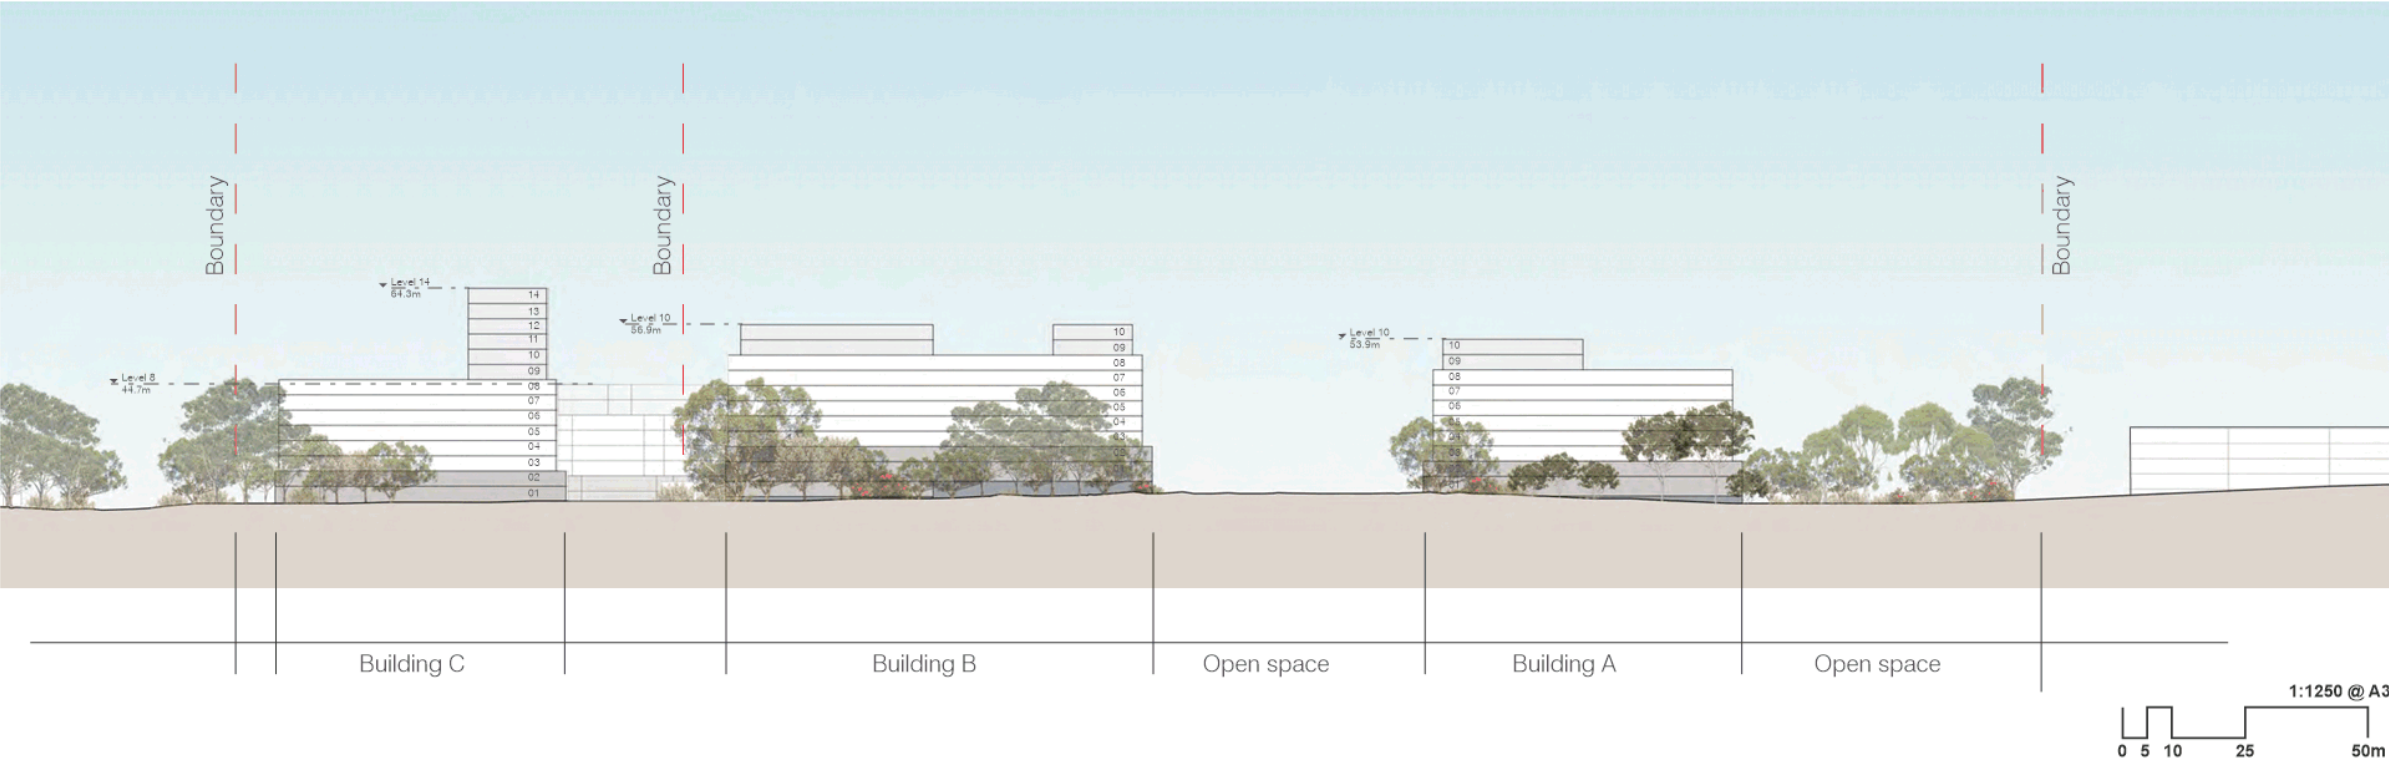 Boundary
Boundary
Boundary
Level 14
64.3m
14
13
12
11
10
09
08
07
06
05
04
03
02
01
Level 8
44.7m
Level 10
56.9m
10
09
08
07
06
05
04
03
Level 10
53.9m
10
09
08
07
06
Building C
Building B
Open space
Building A
Open space
1:1250 @ A3
0 5 10 25 50m